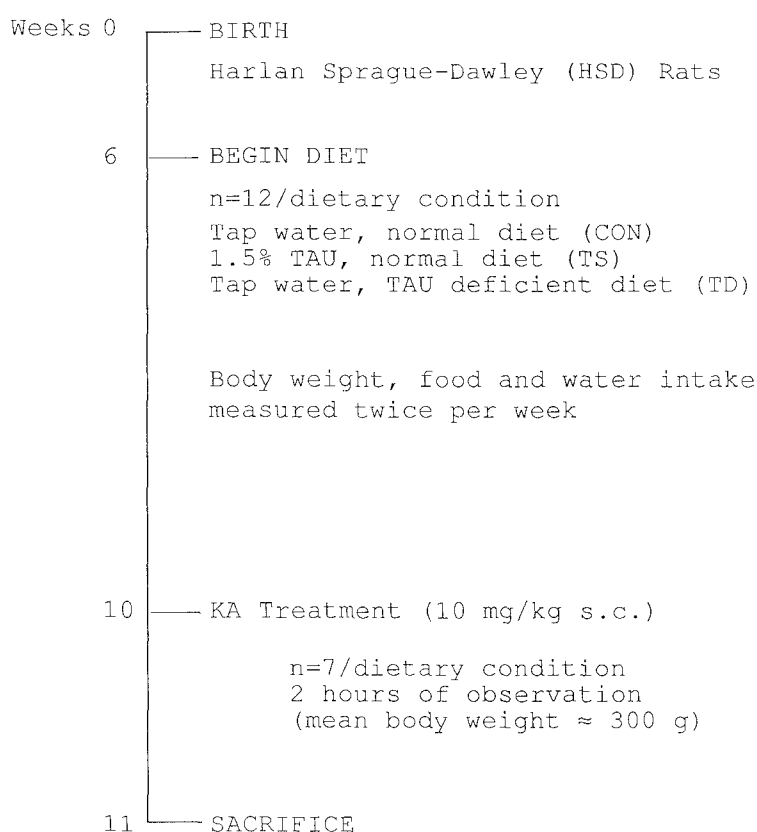 Weeks 0 BIRTH
Harlan Sprague-Dawley (HSD) Rats
6 BEGIN DIET
n=12/dietary condition
Tap water, normal diet (CON)
1.5% TAU, normal diet (TS)
Tap water, TAU deficient diet (TD)
Body weight, food and water intake
measured twice per week
10 KA Treatment (10 mg/kg s.c.)
n=7/dietary condition
2 hours of observation
(mean body weight ≈ 300 g)
11 SACRIFICE